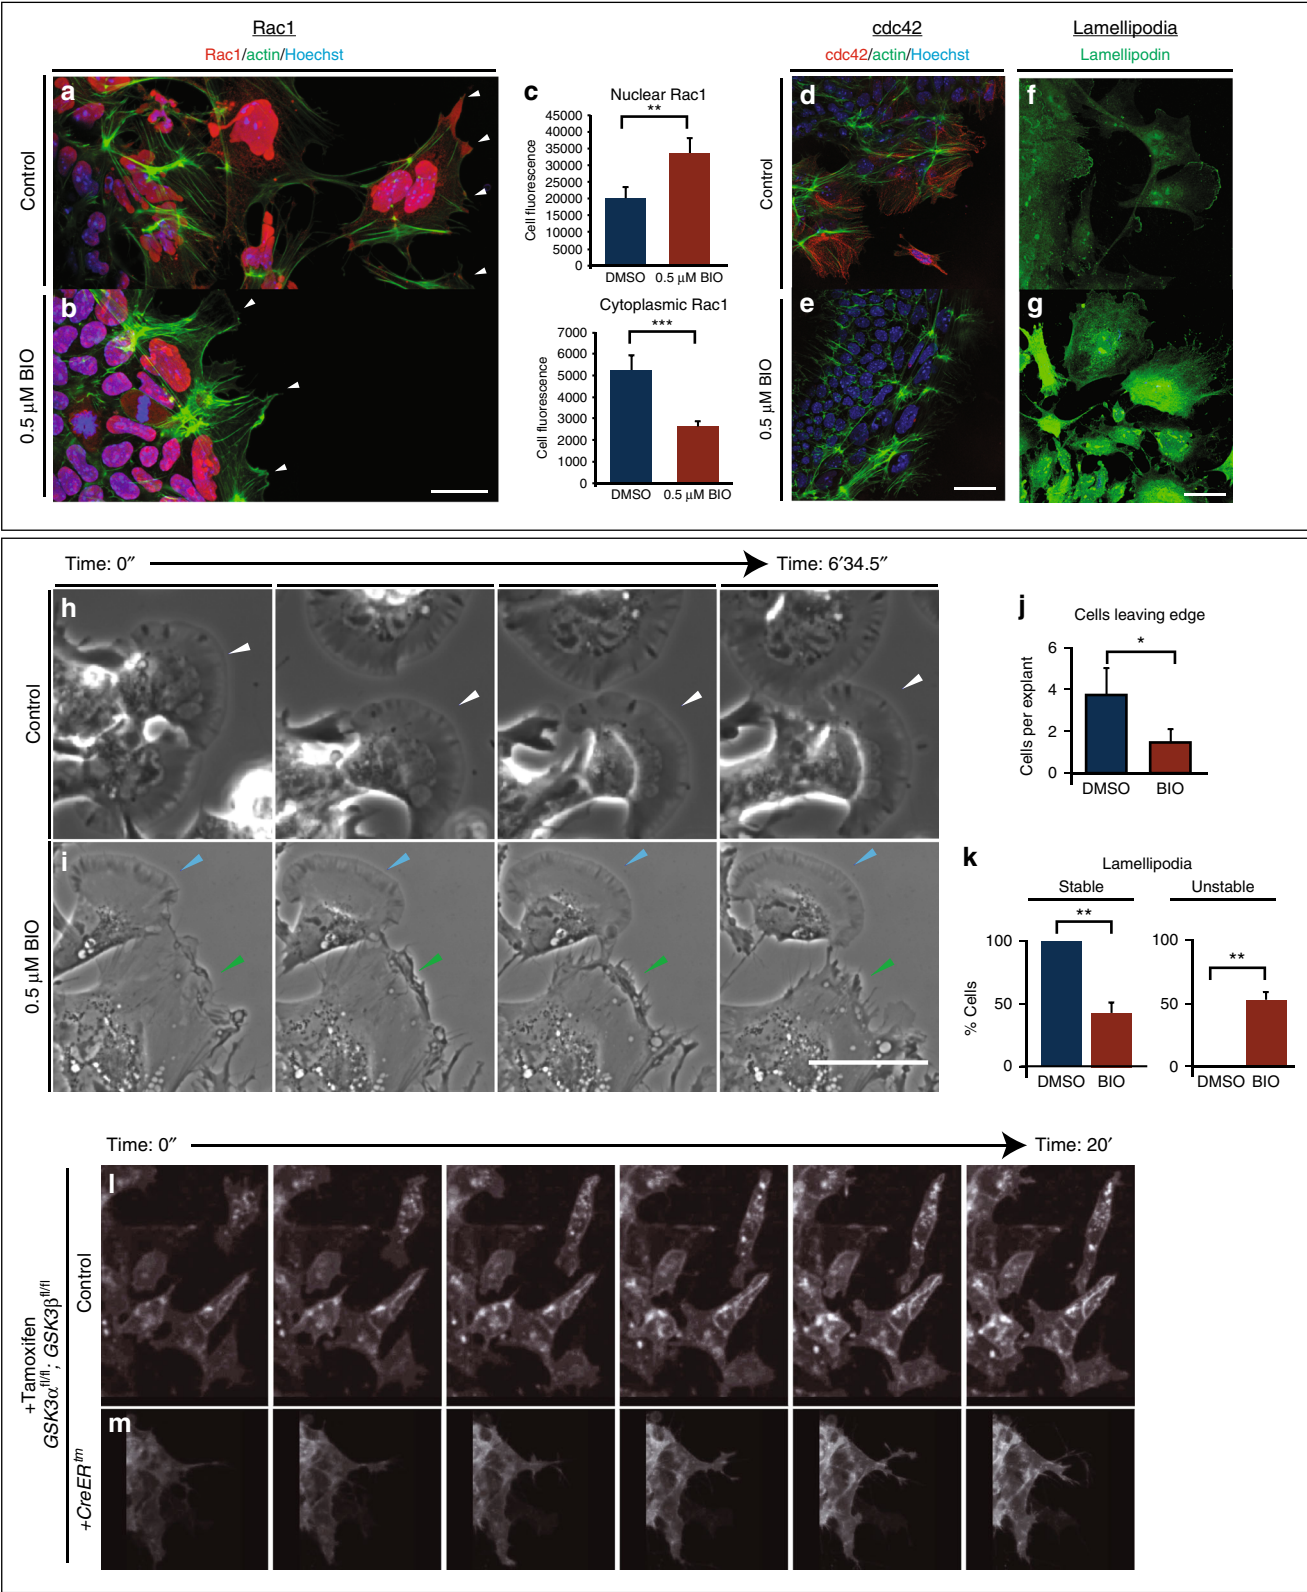 Rac1
Rac1/actin/Hoechst
cdc42
cdc42/actin/Hoechst
Lamellipodia
Lamellipodin
Control
0.5 μM BIO
a
b
c
Nuclear Rac1
**
Cell fluorescence
45000
40000
35000
30000
25000
20000
15000
10000
5000
0
DMSO
0.5 μM BIO
Cytoplasmic Rac1
***
Cell fluorescence
7000
6000
5000
4000
3000
2000
1000
0
DMSO
0.5 μM BIO
Control
0.5 μM BIO
d
e
f
g
Time: 0″
Time: 6′34.5″
Control
0.5 μM BIO
h
i
j
Cells leaving edge
*
Cells per explant
6
4
2
0
DMSO
BIO
k
Lamellipodia
Stable
Unstable
**
**
% Cells
100
50
0
DMSO BIO
100
50
0
DMSO BIO
Time: 0″
Time: 20′
+Tamoxifen
GSK3α^fl/fl; GSK3β^fl/fl
Control
+CreER^tm
l
m